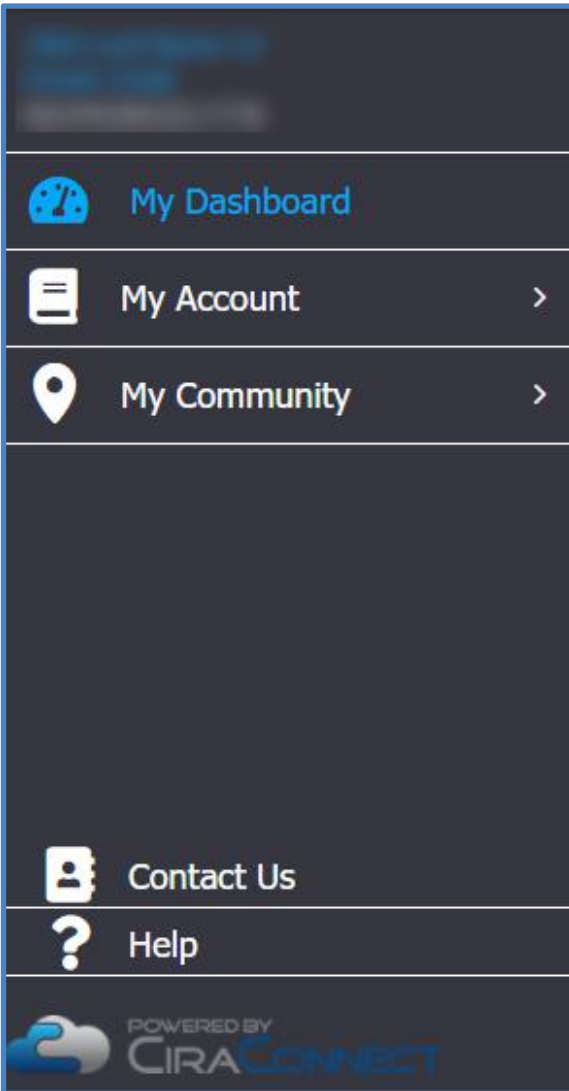 My Dashboard
My Account
My Community
Contact Us
Help
POWERED BY
CIRACONNECT